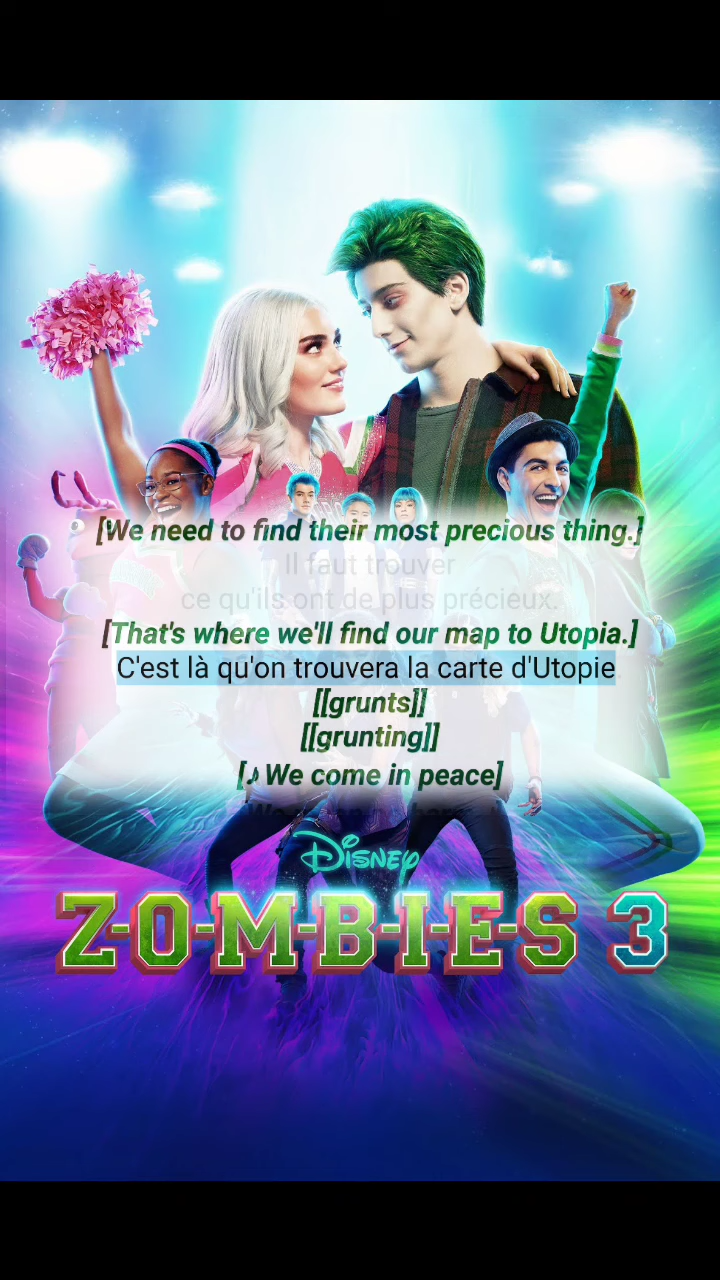 [We need to find their most precious thing.]
Il faut trouver
ce qu'ils ont de plus précieux.
[That's where we'll find our map to Utopia.]
C'est là qu'on trouvera la carte d'Utopie.
[[grunts]]
[[grunting]]
[♪ We come in peace]
DISNEY
Z-O-M-B-I-E-S 3